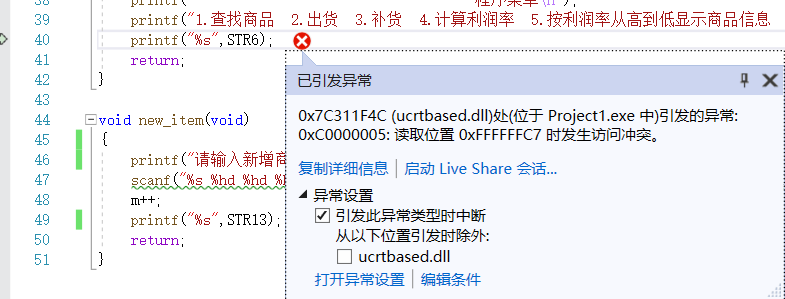 38 printf(" 程序菜单\n");
39 printf("1.查找商品 2.出货 3.补货 4.计算利润率 5.按利润率从高到低显示商品信息
40 printf("%s",STR6);
41 return;
42 }
43
44 void new_item(void)
45 {
46 printf("请输入新增商
47 scanf("%s %hd %hd %
48 m++;
49 printf("%s",STR13);
50 return;
51 }
已引发异常
0x7C311F4C (ucrtbased.dll)处(位于 Project1.exe 中)引发的异常:
0xC0000005: 读取位置 0xFFFFFFC7 时发生访问冲突。
复制详细信息 | 启动 Live Share 会话...
异常设置
引发此异常类型时中断
从以下位置引发时除外:
ucrtbased.dll
打开异常设置 | 编辑条件